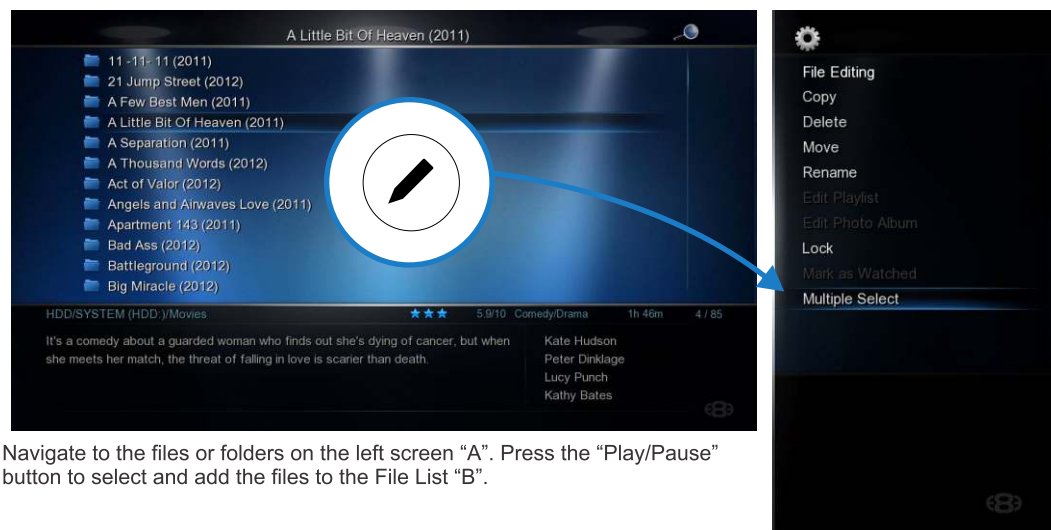 A Little Bit Of Heaven (2011)
11 -11- 11 (2011)
21 Jump Street (2012)
A Few Best Men (2011)
A Little Bit Of Heaven (2011)
A Separation (2011)
A Thousand Words (2012)
Act of Valor (2012)
Angels and Airwaves Love (2011)
Apartment 143 (2011)
Bad Ass (2012)
Battleground (2012)
Big Miracle (2012)
HDD/SYSTEM (HDD:)/Movies 5.9/10 Comedy/Drama 1h 46m 4 / 85
It's a comedy about a guarded woman who finds out she's dying of cancer, but when
she meets her match, the threat of falling in love is scarier than death.
Kate Hudson
Peter Dinklage
Lucy Punch
Kathy Bates
File Editing
Copy
Delete
Move
Rename
Edit Playlist
Edit Photo Album
Lock
Mark as Watched
Multiple Select
Navigate to the files or folders on the left screen “A”. Press the “Play/Pause”
button to select and add the files to the File List “B”.